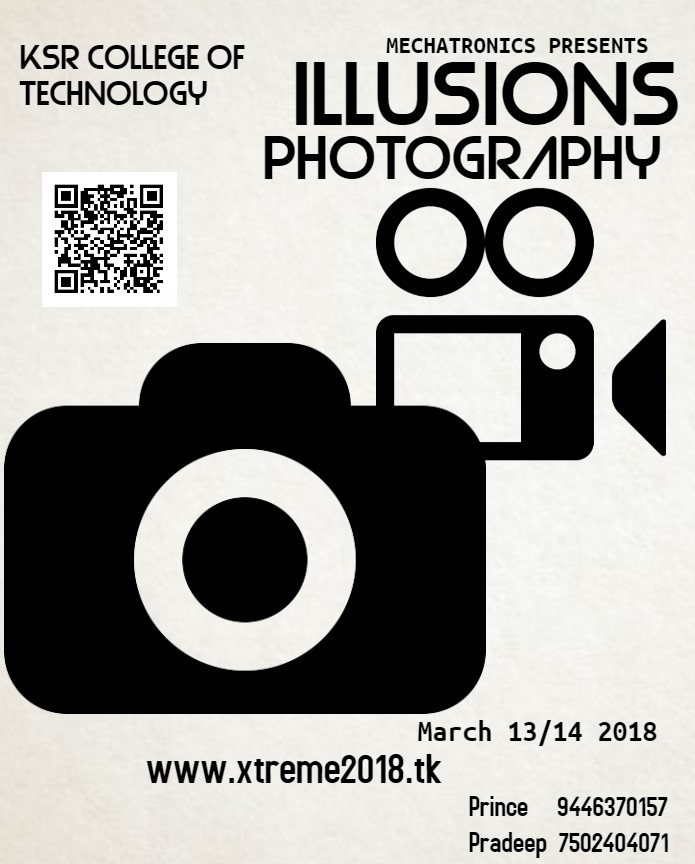 KSR COLLEGE OF
TECHNOLOGY
MECHATRONICS PRESENTS
ILLUSIONS
PHOTOGRAPHY
March 13/14 2018
www.xtreme2018.tk
Prince 9446370157
Pradeep 7502404071